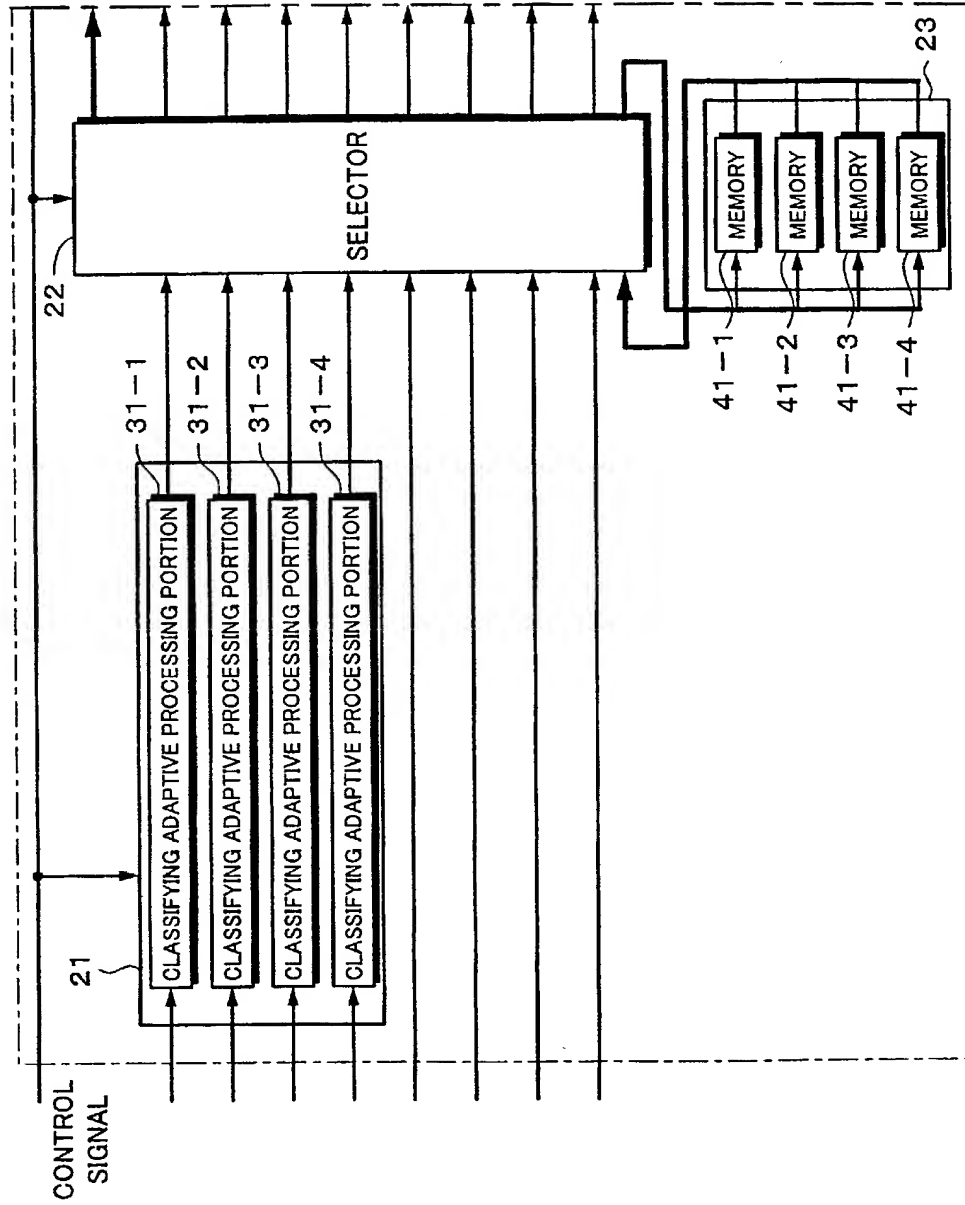 CONTROL
SIGNAL
21
CLASSIFYING ADAPTIVE PROCESSING PORTION
31-1
CLASSIFYING ADAPTIVE PROCESSING PORTION
31-2
CLASSIFYING ADAPTIVE PROCESSING PORTION
31-3
CLASSIFYING ADAPTIVE PROCESSING PORTION
31-4
22
SELECTOR
41-1
MEMORY
41-2
MEMORY
41-3
MEMORY
41-4
MEMORY
23